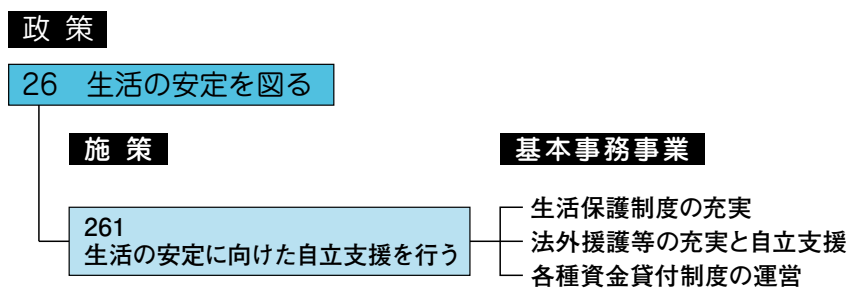 政策
26 生活の安定を図る
施策
基本事務事業
261
生活の安定に向けた自立支援を行う
生活保護制度の充実
法外援護等の充実と自立支援
各種資金貸付制度の運営